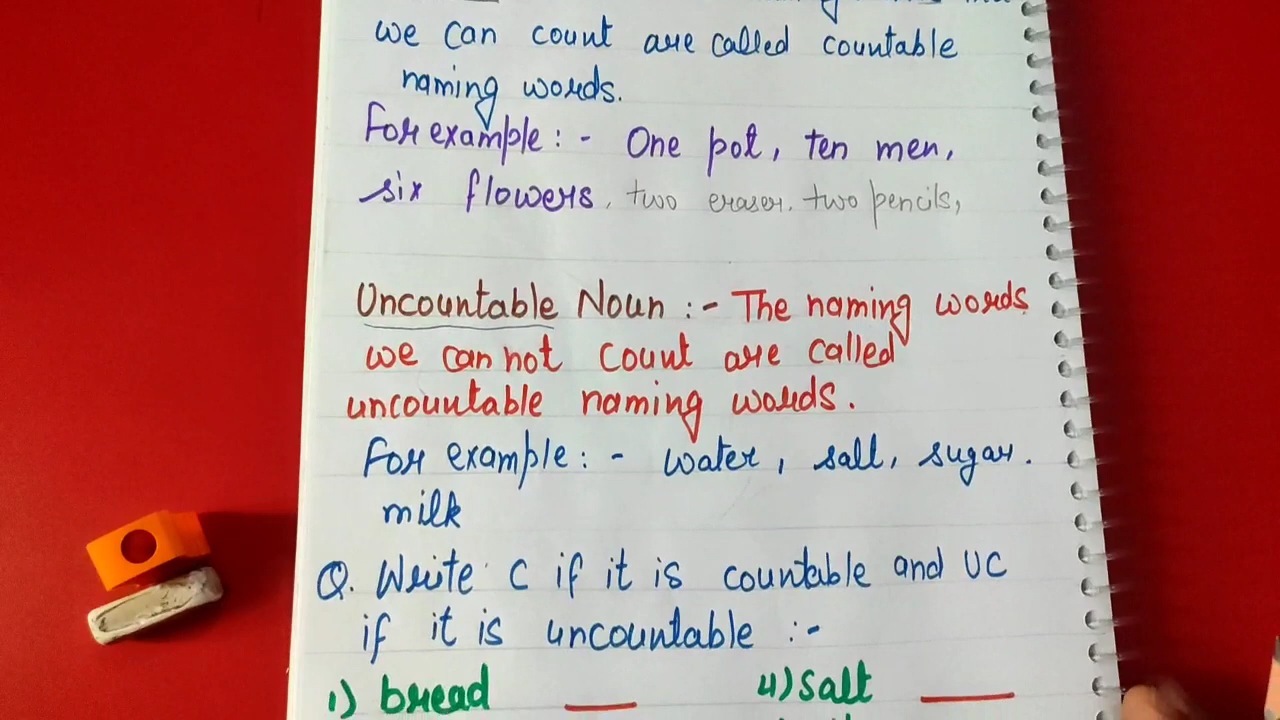 we can count are called countable
naming words.
For example : - One pot, ten men,
six flowers, two eraser. two pencils,
Uncountable Noun :- The naming words
we can not count are called
uncountable naming words.
For example : - water, salt, sugar.
milk
Q. Write C if it is countable and UC
if it is uncountable :-
1) bread ___ 4) salt ___